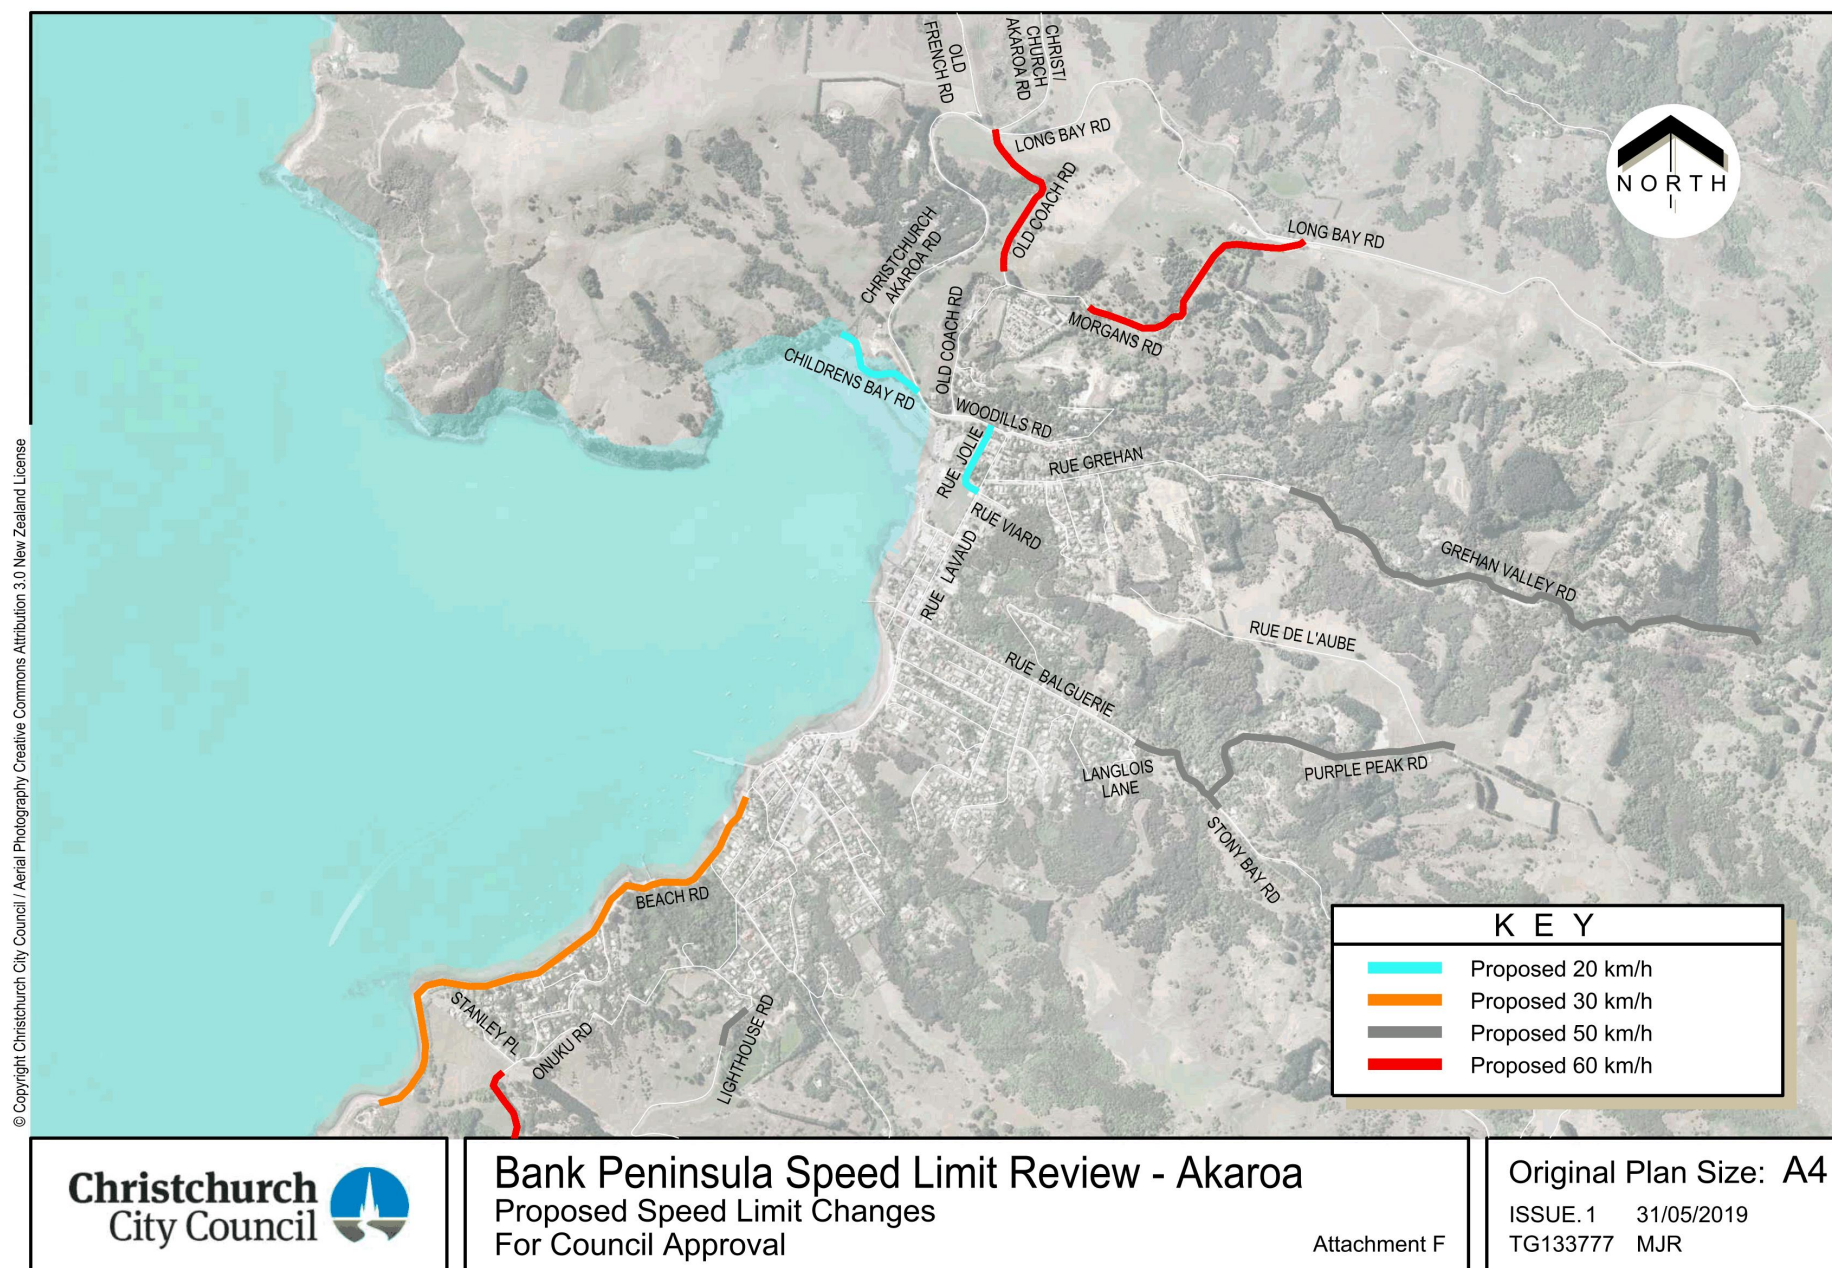 OLD
FRENCH RD
CHRIST/
CHURCH
AKAROA RD
LONG BAY RD
OLD COACH RD
NORTH
LONG BAY RD
CHRISTCHURCH
AKAROA RD
MORGANS RD
OLD COACH RD
CHILDRENS BAY RD
WOODILLS RD
RUE JOLIE
RUE GREHAN
RUE VIARD
GREHAN VALLEY RD
RUE LAVAUD
RUE DE L'AUBE
RUE BALGUERIE
LANGLOIS
LANE
PURPLE PEAK RD
STONY BAY RD
BEACH RD
STANLEY PL
ONUKU RD
LIGHTHOUSE RD
KEY
Proposed 20 km/h
Proposed 30 km/h
Proposed 50 km/h
Proposed 60 km/h
© Copyright Christchurch City Council / Aerial Photography Creative Commons Attribution 3.0 New Zealand License
Christchurch
City Council
Bank Peninsula Speed Limit Review - Akaroa
Proposed Speed Limit Changes
For Council Approval
Attachment F
Original Plan Size: A4
ISSUE.1 31/05/2019
TG133777 MJR